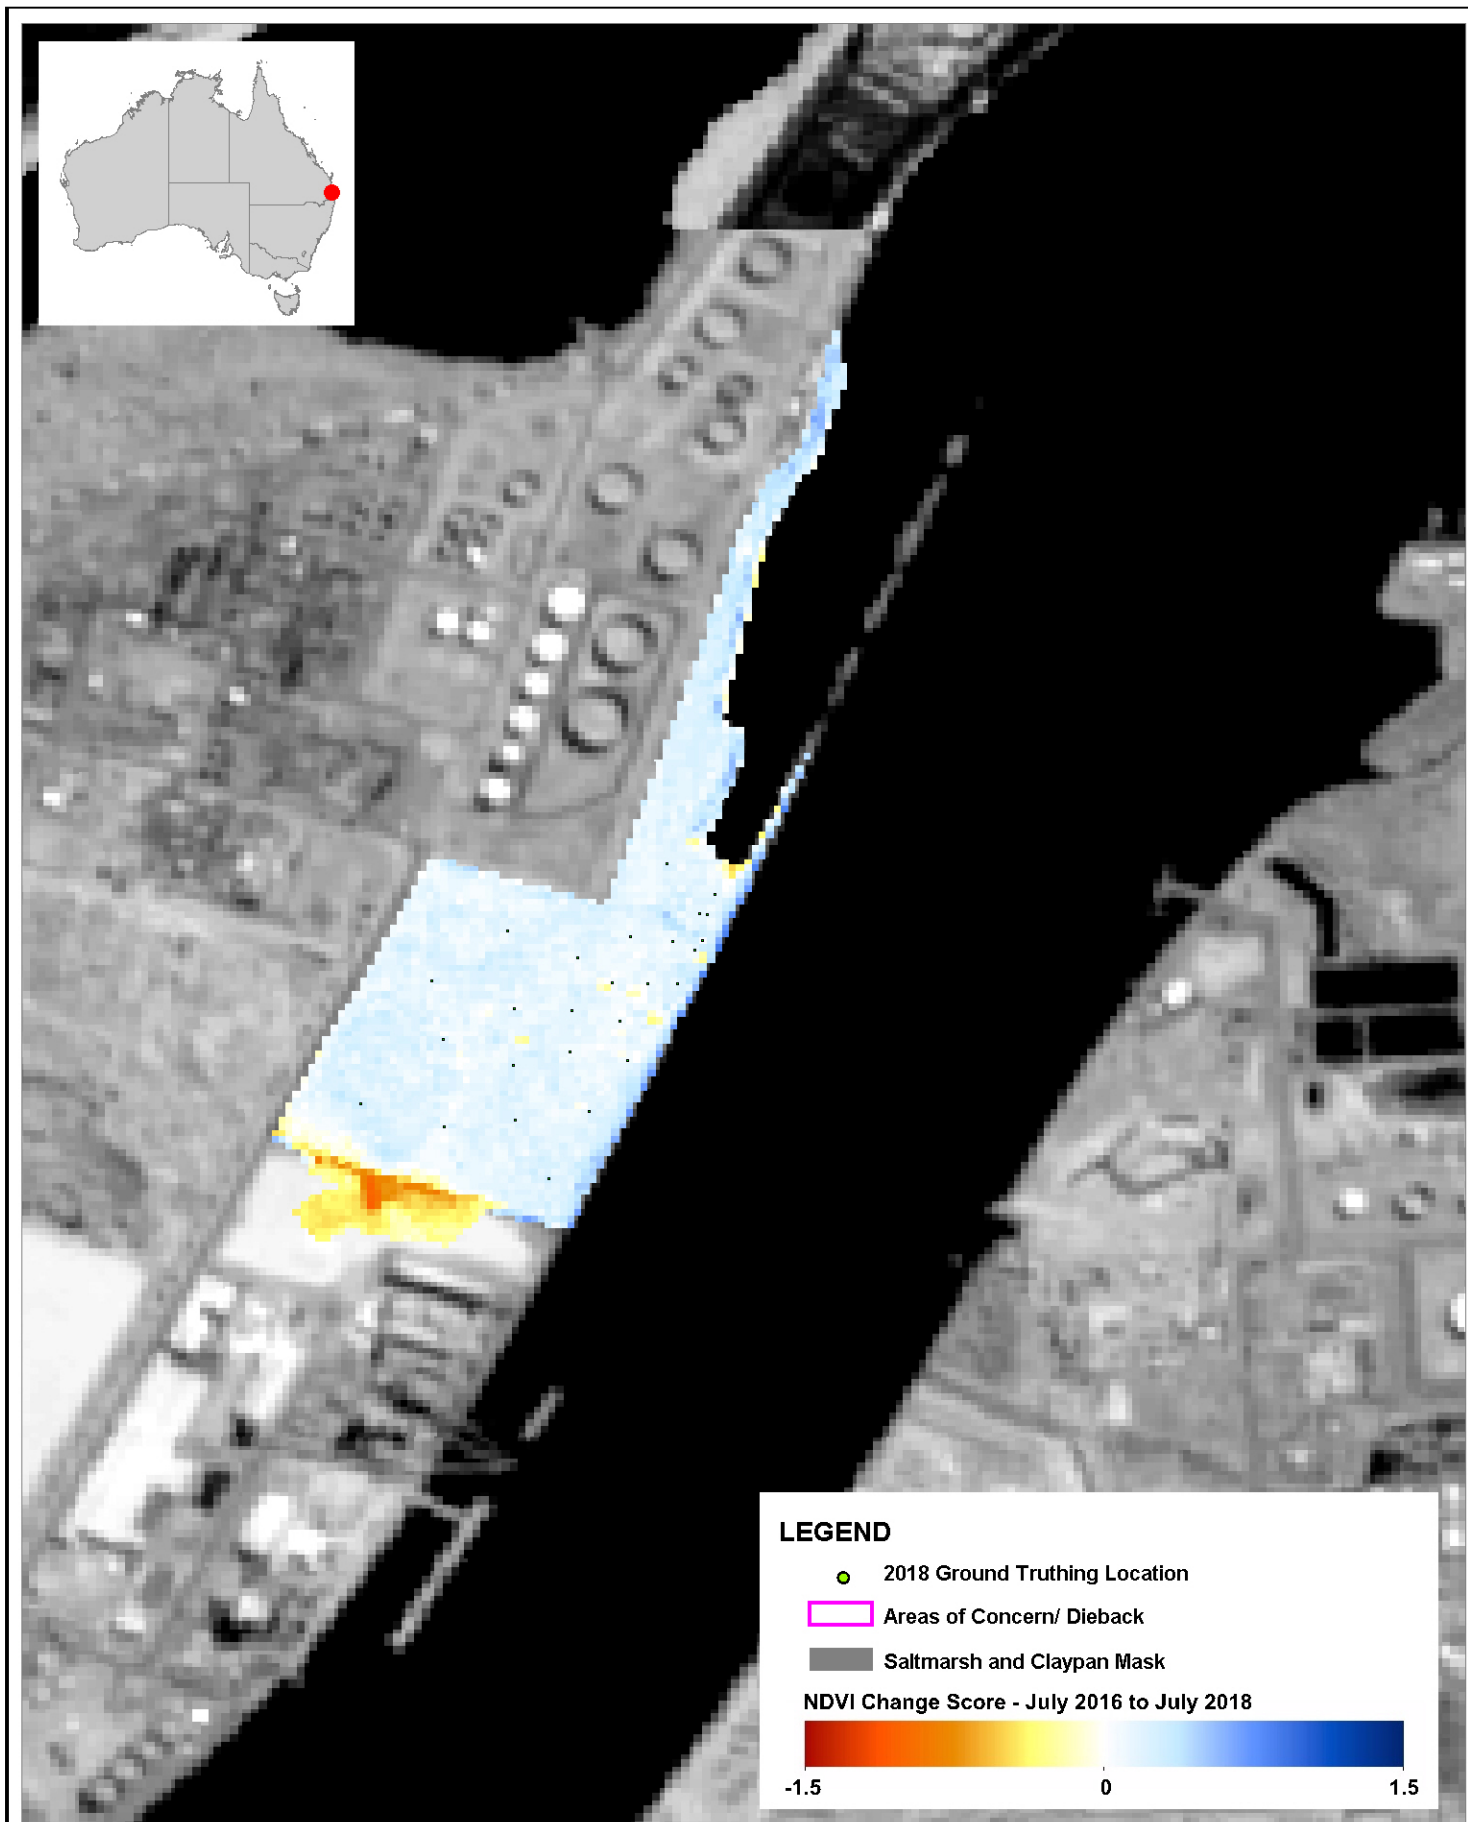 LEGEND
2018 Ground Truthing Location
Areas of Concern/ Dieback
Saltmarsh and Claypan Mask
NDVI Change Score - July 2016 to July 2018
-1.5 0 1.5